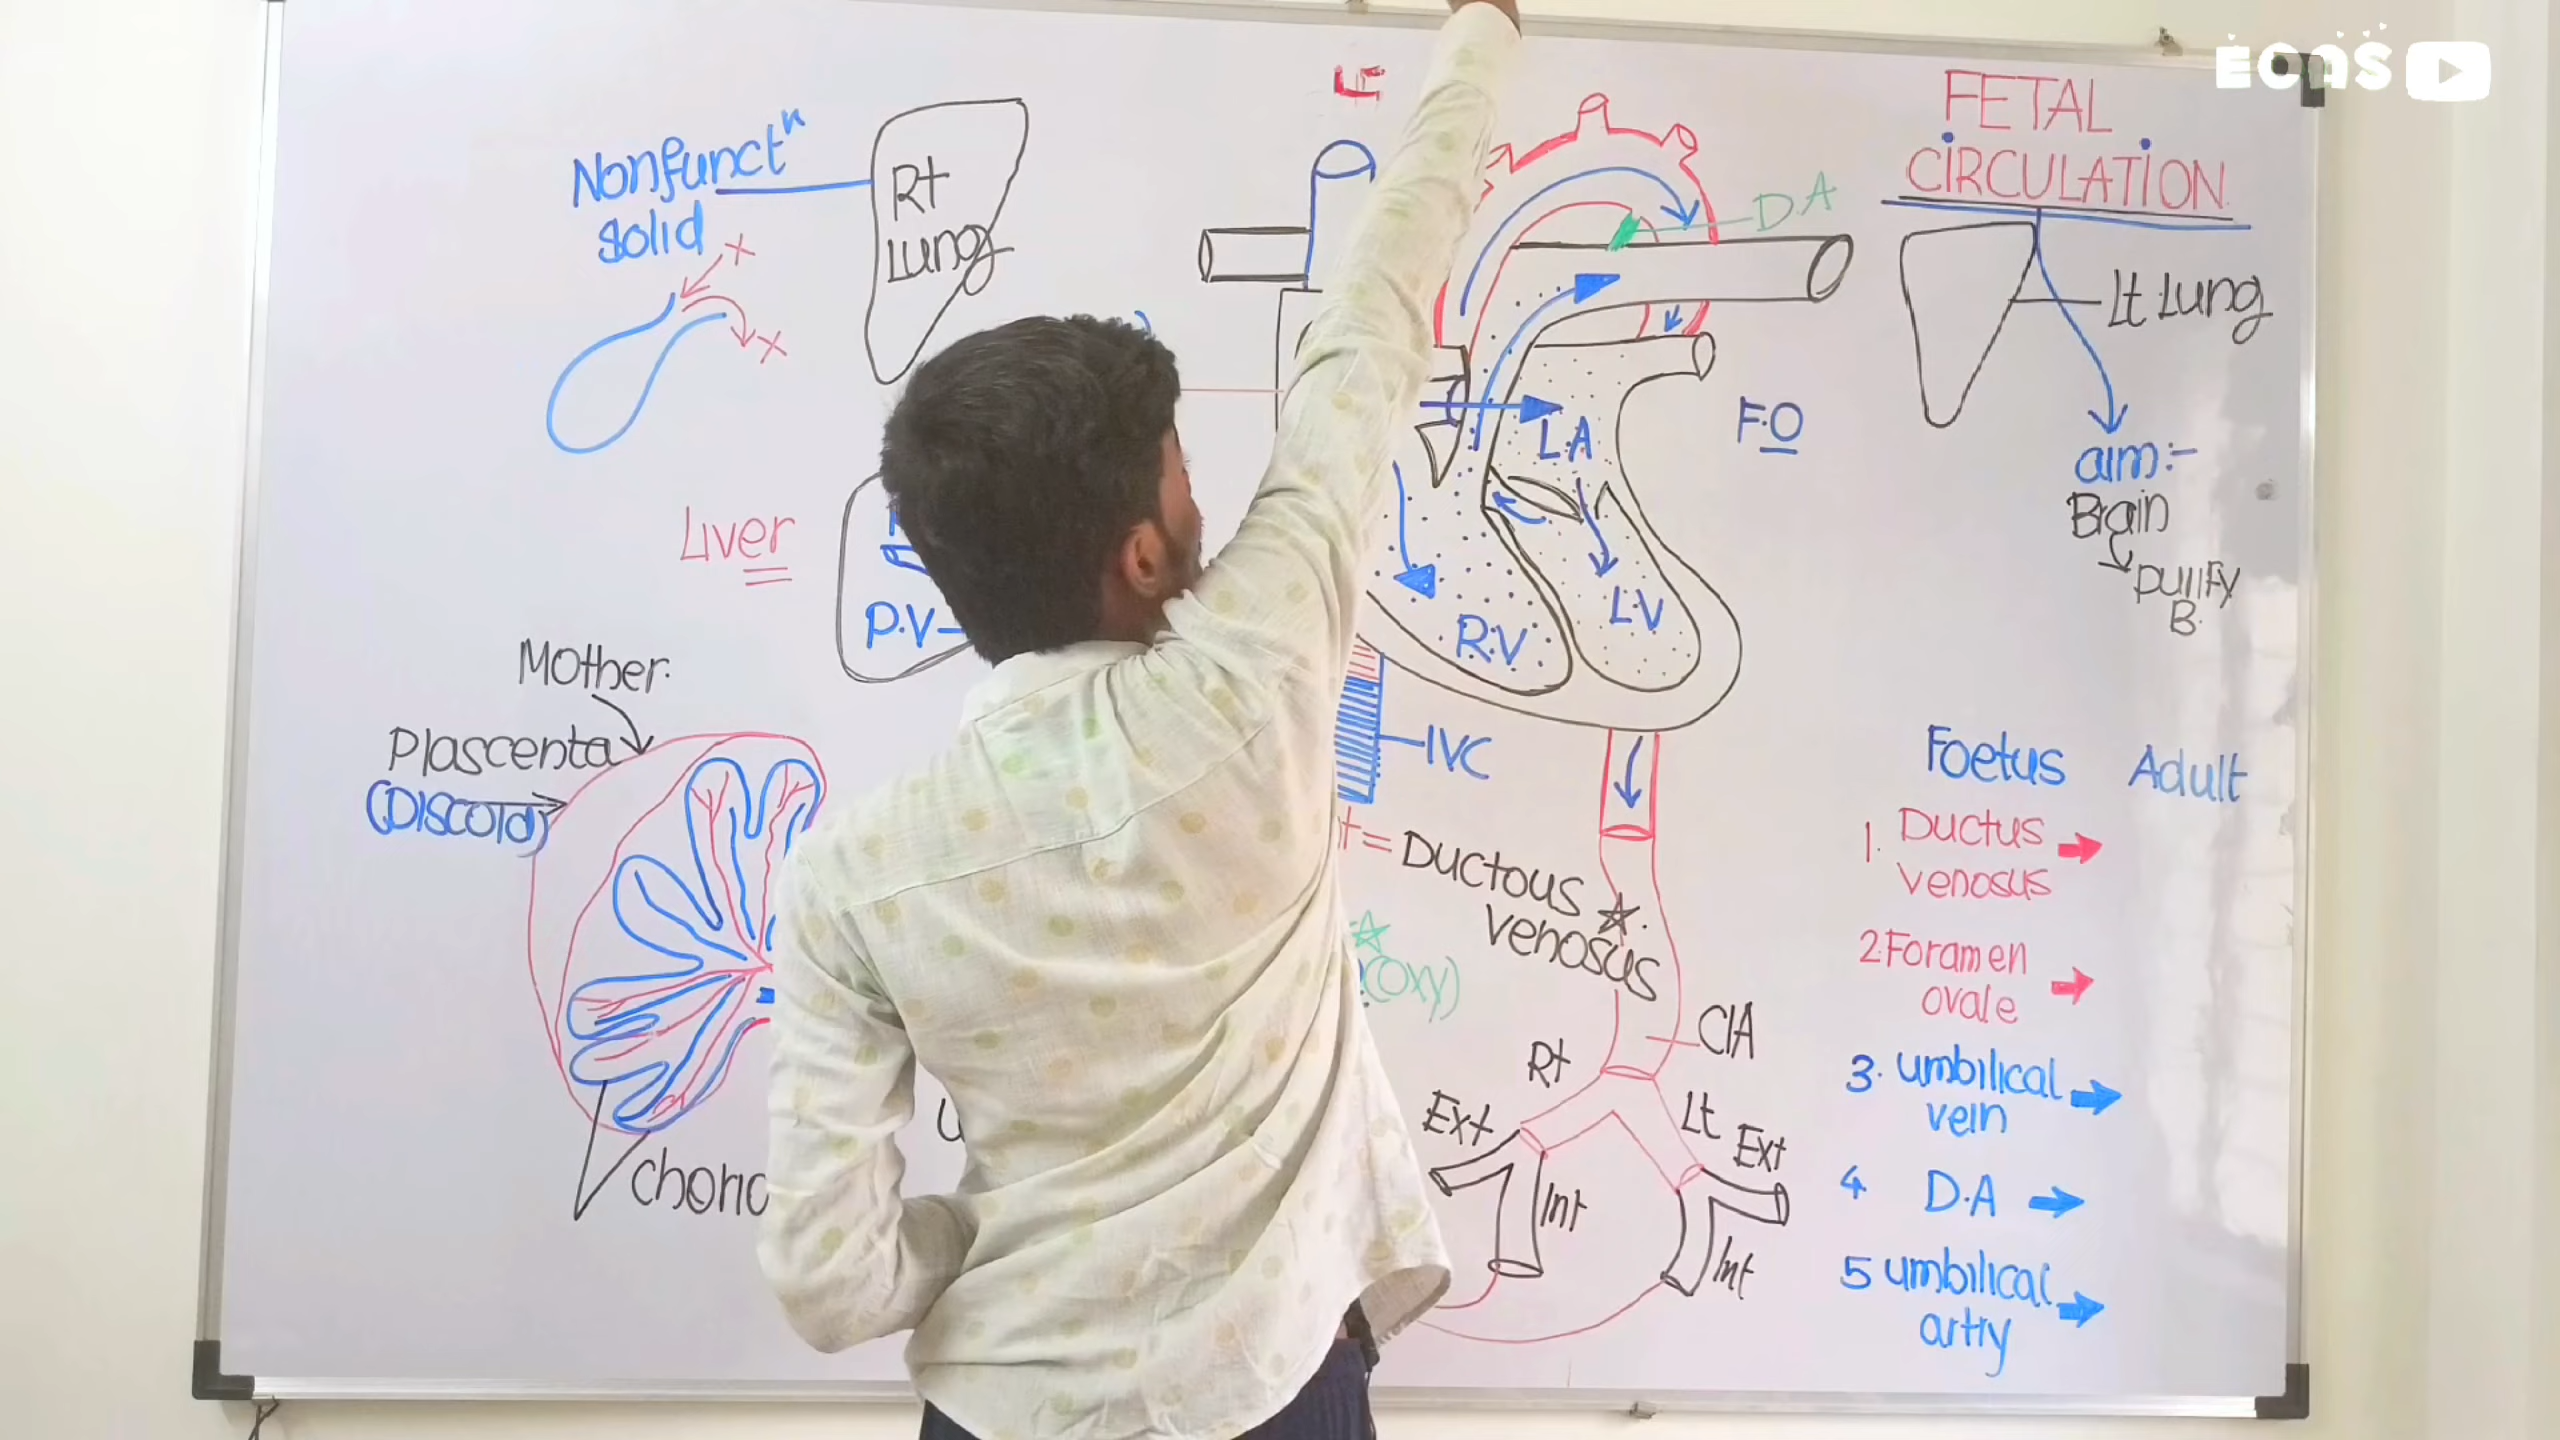 ECAS
FETAL
CIRCULATION
Nonfunctn
solid
Rt
Lung
D A
Lt Lung
aim:-
Brain
purify
B.
F.O
L.A
L.V
R.V
Liver
P.V
Mother.
Plascenta
(Discoid)
IVC
= Ductous
venosus
(oxy)
CIA
Rt
Lt
Ext
Ext
Int
Int
Foetus Adult
1. Ductus
venosus
2. Foramen
ovale
3. umbilical
vein
4 D.A
5 umbilical
artry